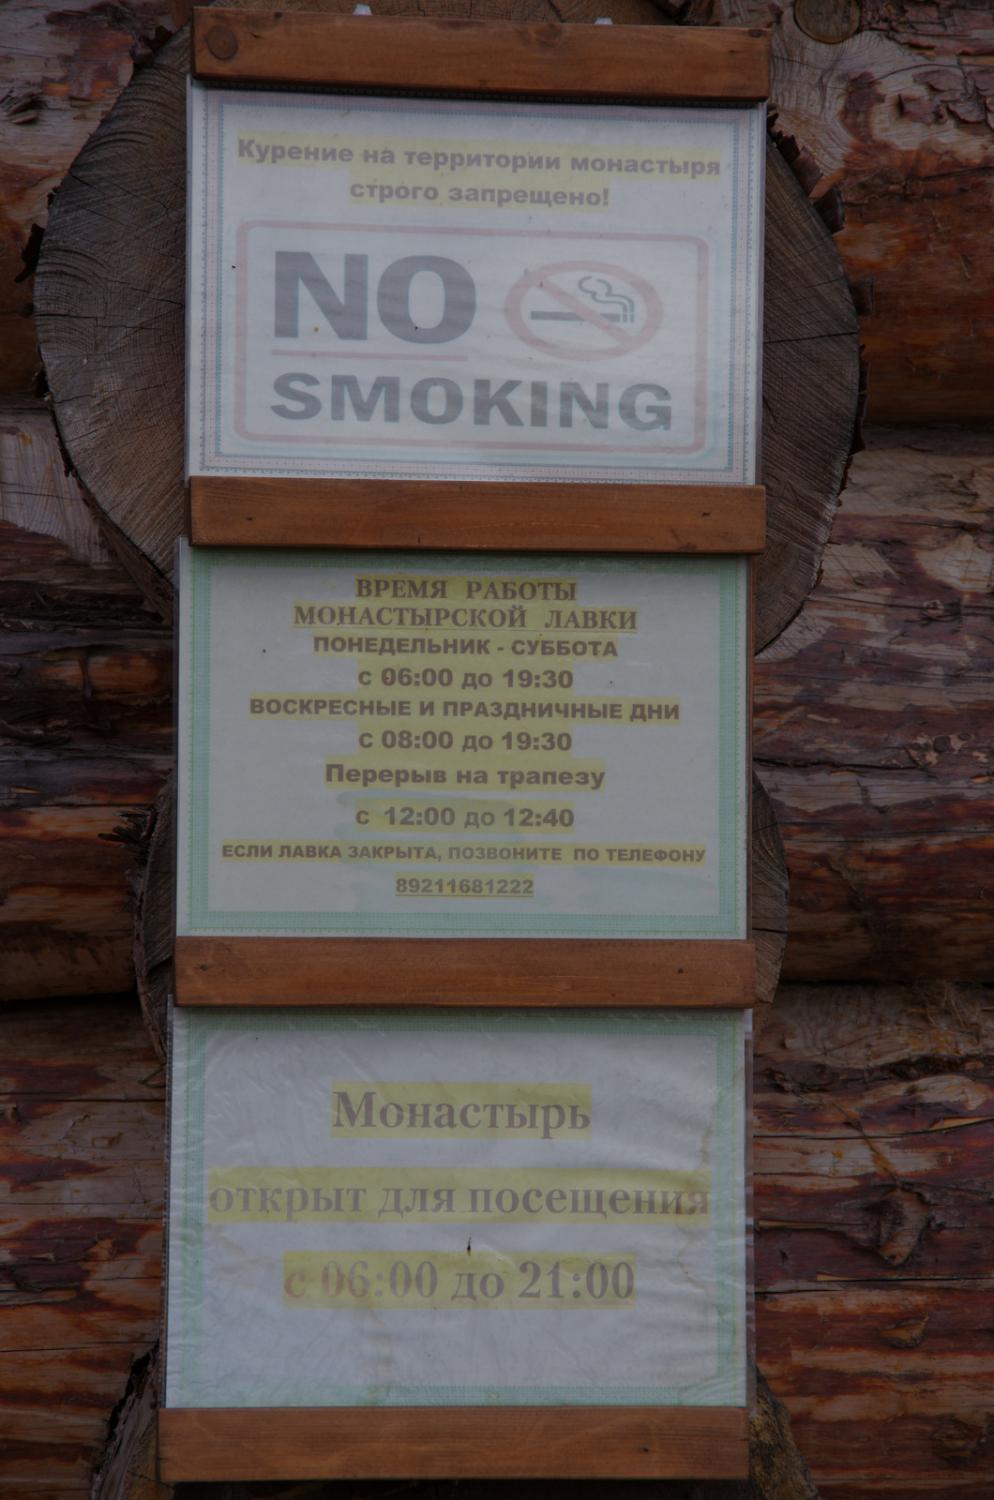 Курение на территории монастыря
строго запрещено!
NO
SMOKING
ВРЕМЯ РАБОТЫ
МОНАСТЫРСКОЙ ЛАВКИ
ПОНЕДЕЛЬНИК - СУББОТА
с 06:00 до 19:30
ВОСКРЕСНЫЕ И ПРАЗДНИЧНЫЕ ДНИ
с 08:00 до 19:30
Перерыв на трапезу
с 12:00 до 12:40
ЕСЛИ ЛАВКА ЗАКРЫТА, ПОЗВОНИТЕ ПО ТЕЛЕФОНУ
89211681222
Монастырь
открыт для посещения
с 06:00 до 21:00